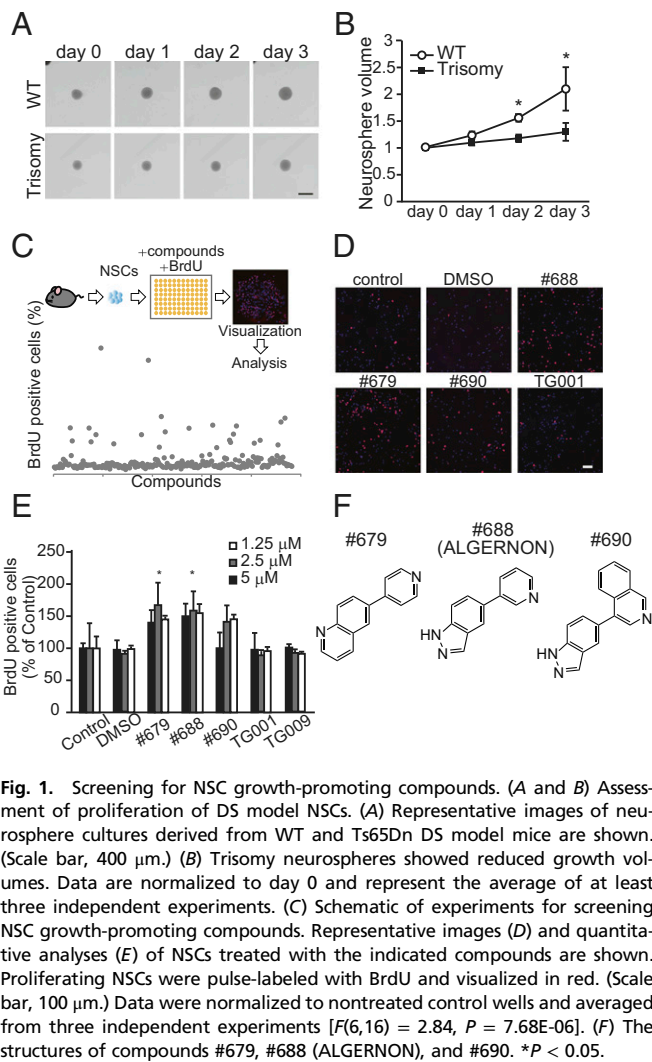 A
day 0 day 1 day 2 day 3
WT
Trisomy
B
Neurosphere volume
3
2.5
2
1.5
1
0.5
0
WT
Trisomy
*
*
day 0 day 1 day 2 day 3
C
+compounds
+BrdU
NSCs
Visualization
Analysis
BrdU positive cells (%)
Compounds
D
control DMSO #688
#679 #690 TG001
E
BrdU positive cells
(% of Control)
250
200
150
100
50
0
1.25 μM
2.5 μM
5 μM
* *
Control DMSO #679 #688 #690 TG001 TG009
F
#679
#688
(ALGERNON)
#690
N
N
N
HN
N
N
HN
N
Fig. 1. Screening for NSC growth-promoting compounds. (A and B) Assess-
ment of proliferation of DS model NSCs. (A) Representative images of neu-
rosphere cultures derived from WT and Ts65Dn DS model mice are shown.
(Scale bar, 400 μm.) (B) Trisomy neurospheres showed reduced growth vol-
umes. Data are normalized to day 0 and represent the average of at least
three independent experiments. (C) Schematic of experiments for screening
NSC growth-promoting compounds. Representative images (D) and quantita-
tive analyses (E) of NSCs treated with the indicated compounds are shown.
Proliferating NSCs were pulse-labeled with BrdU and visualized in red. (Scale
bar, 100 μm.) Data were normalized to nontreated control wells and averaged
from three independent experiments [F(6,16) = 2.84, P = 7.68E-06]. (F) The
structures of compounds #679, #688 (ALGERNON), and #690. *P < 0.05.